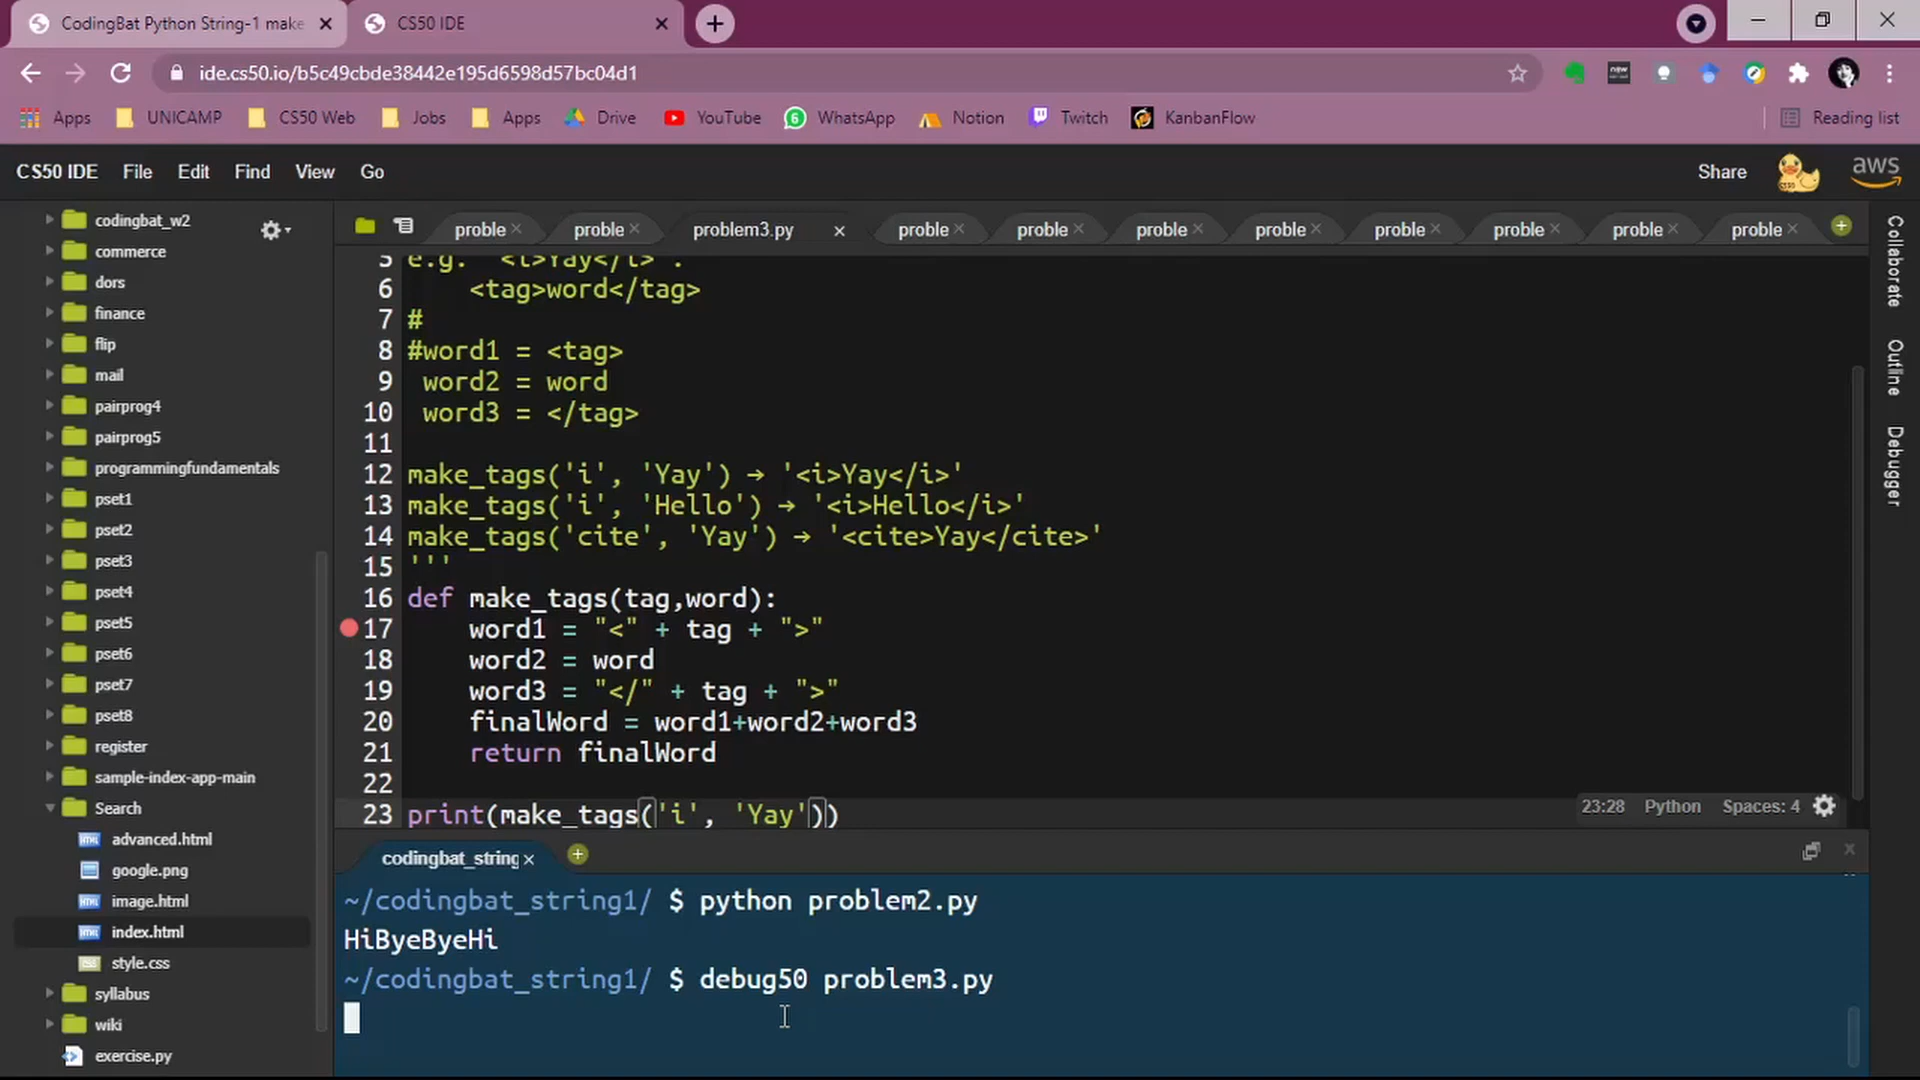 CodingBat Python String-1 make
CS50 IDE
ide.cs50.io/b5c49cbde38442e195d6598d57bc04d1
Apps
UNICAMP
CS50 Web
Jobs
Apps
Drive
YouTube
WhatsApp
Notion
Twitch
KanbanFlow
Reading list
CS50 IDE File Edit Find View Go
Share
aws
codingbat_w2
commerce
dors
finance
flip
mail
pairprog4
pairprog5
programmingfundamentals
pset1
pset2
pset3
pset4
pset5
pset6
pset7
pset8
register
sample-index-app-main
Search
advanced.html
google.png
image.html
index.html
style.css
syllabus
wiki
exercise.py
proble
proble
problem3.py
proble
proble
proble
proble
proble
proble
proble
proble
5 e.g. "<i>Yay</i>".
6     <tag>word</tag>
7 #
8 #word1 = <tag>
9  word2 = word
10  word3 = </tag>
11
12 make_tags('i', 'Yay') → '<i>Yay</i>'
13 make_tags('i', 'Hello') → '<i>Hello</i>'
14 make_tags('cite', 'Yay') → '<cite>Yay</cite>'
15 '''
16 def make_tags(tag,word):
17     word1 = "<" + tag + ">"
18     word2 = word
19     word3 = "</" + tag + ">"
20     finalWord = word1+word2+word3
21     return finalWord
22
23 print(make_tags('i', 'Yay'))
23:28 Python Spaces: 4
Collaborate
Outline
Debugger
codingbat_string
~/codingbat_string1/ $ python problem2.py
HiByeByeHi
~/codingbat_string1/ $ debug50 problem3.py